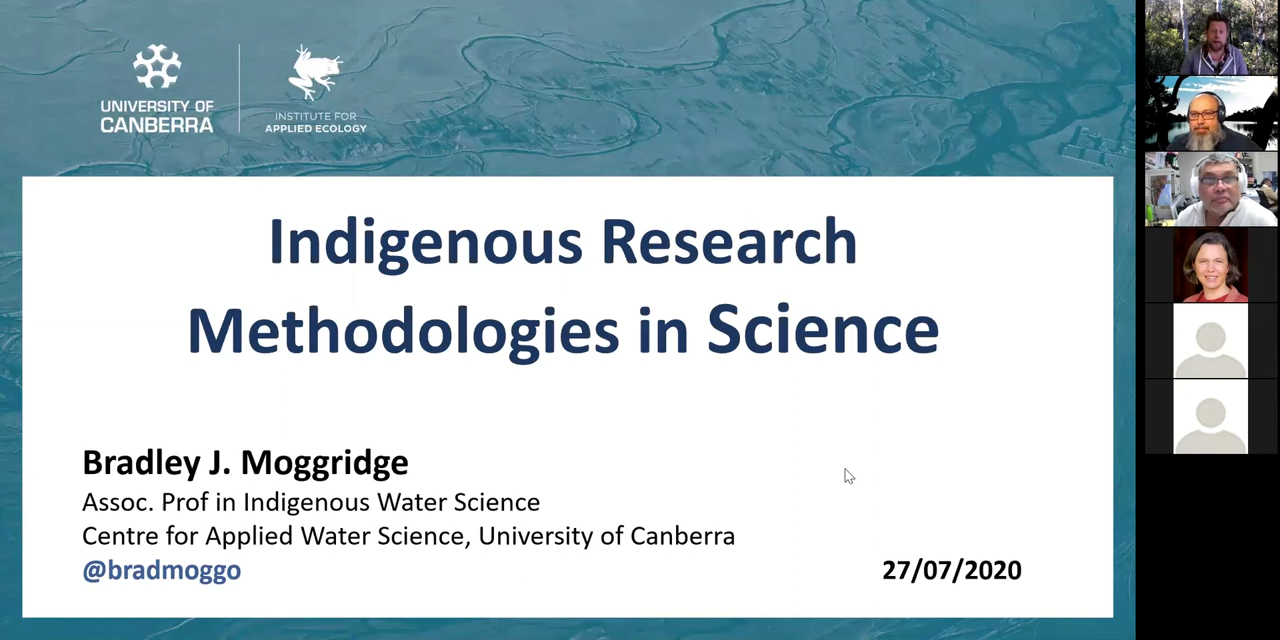 UNIVERSITY OF
CANBERRA
INSTITUTE FOR
APPLIED ECOLOGY
Indigenous Research
Methodologies in Science
Bradley J. Moggridge
Assoc. Prof in Indigenous Water Science
Centre for Applied Water Science, University of Canberra
@bradmoggo
27/07/2020